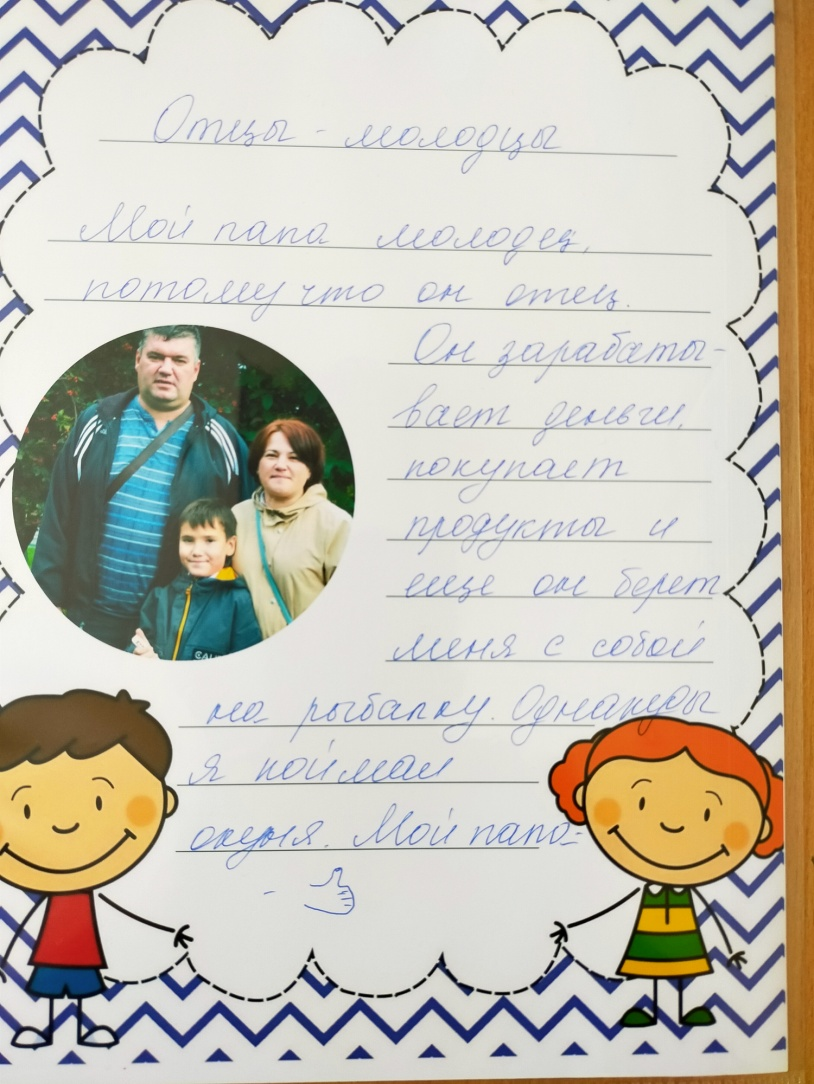 Отцы - молодцы
Мой папа молодец,
потому что он отец.
Он зарабаты-
вает деньги,
покупает
продукты и
еще он берет
меня с собой
на рыбалку. Однажды
я поймал
окуня. Мой папа-
-